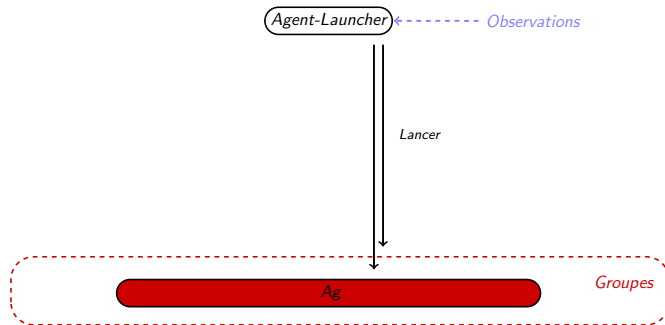 Agent-Launcher
Observations
Lancer
Groupes
Ag